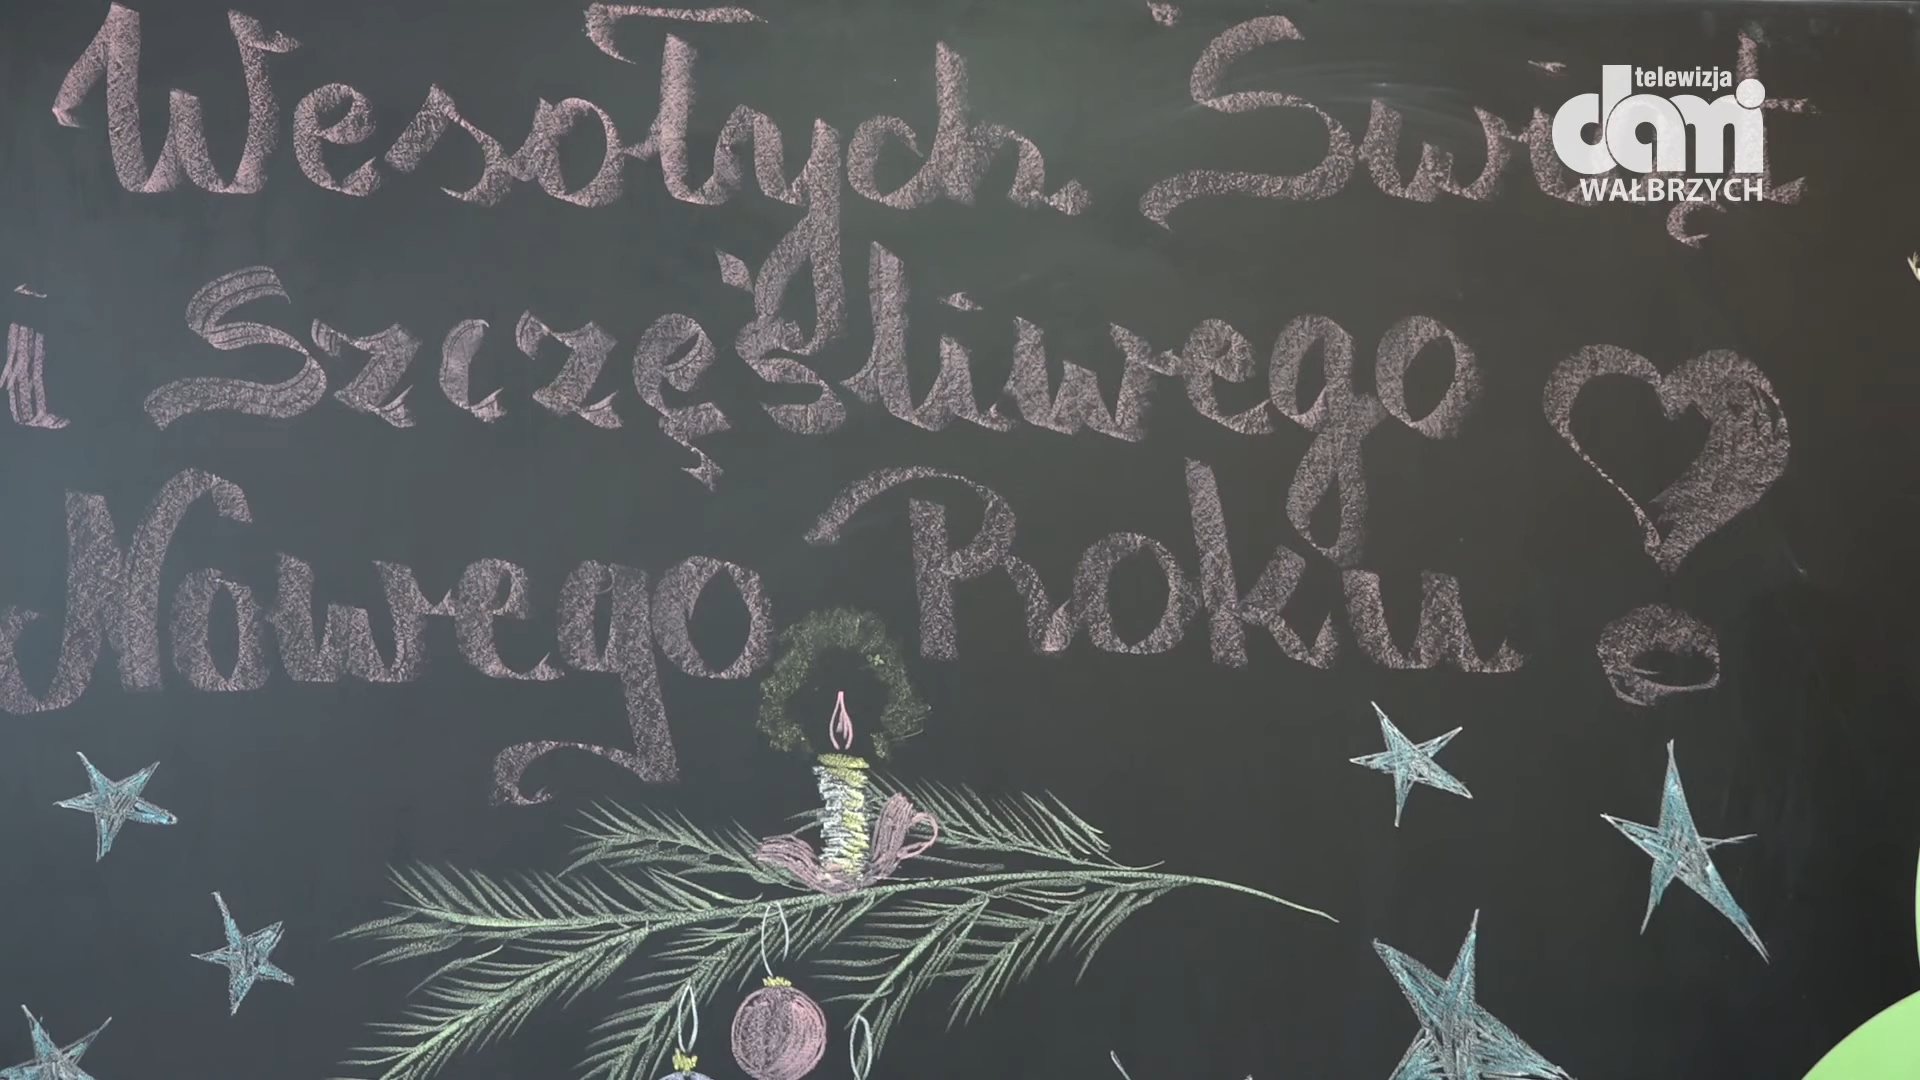 Wesołych Świąt
i Szczęśliwego
Nowego Roku
telewizja
dami
WAŁBRZYCH